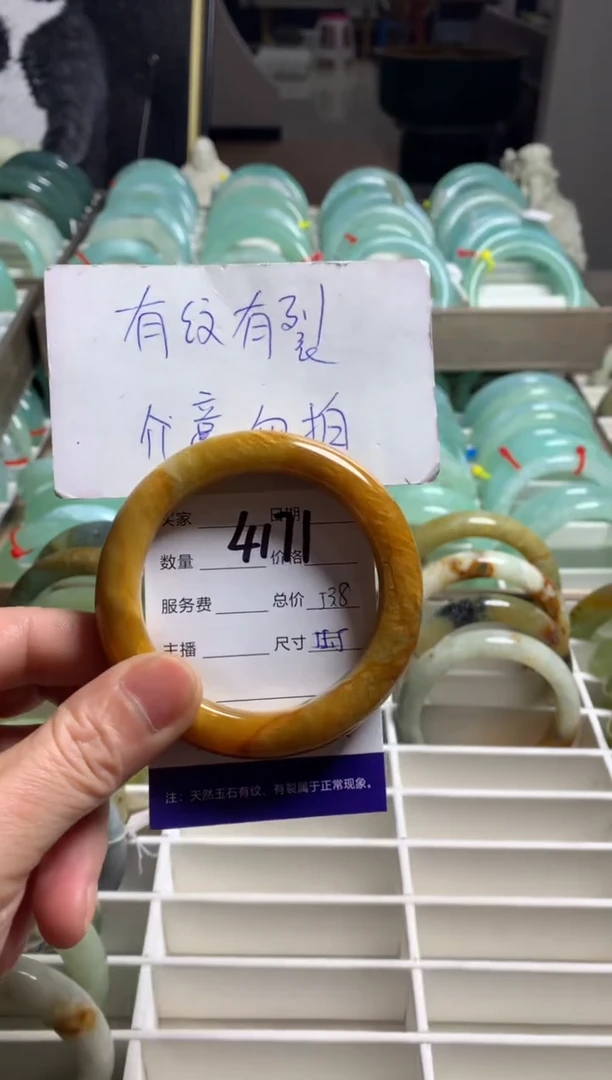 有纹有裂
介意勿拍
买家 日期
4171
数量 价格
服务费 总价 138
主播 尺寸
注：天然玉石有纹、有裂属于正常现象。